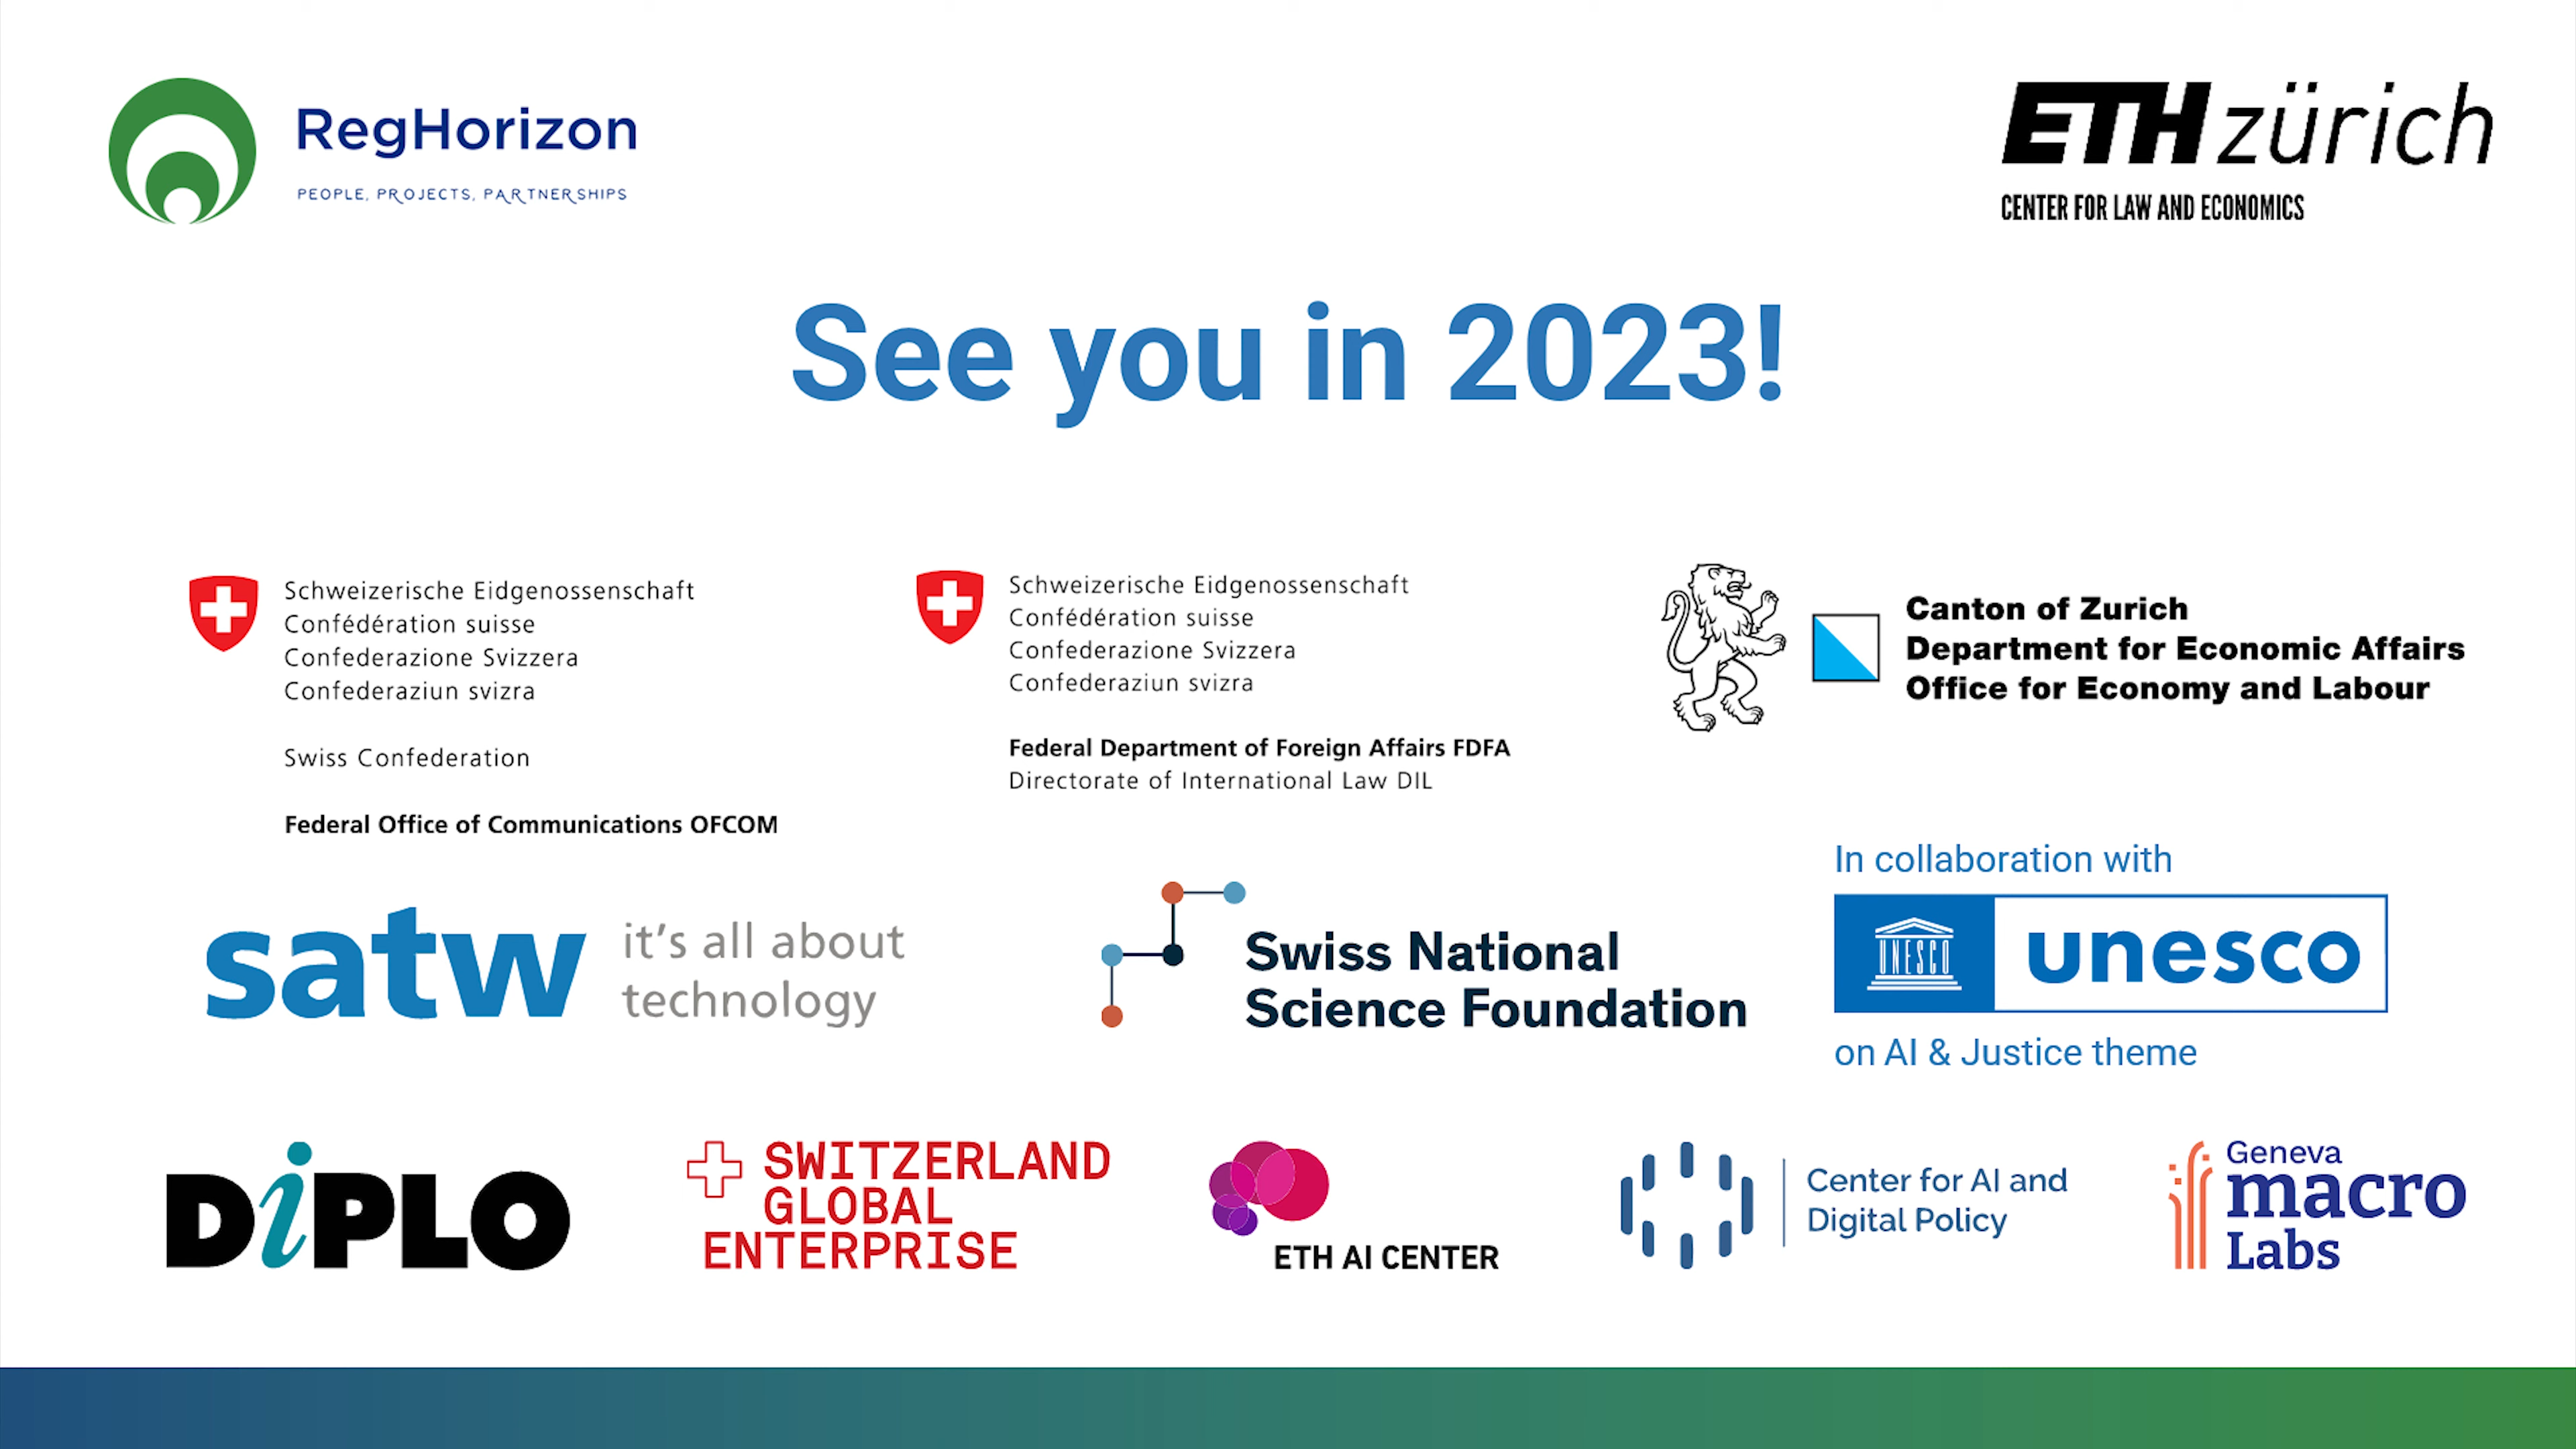 RegHorizon
PEOPLE, PROJECTS, PARTNERSHIPS
ETH zürich
CENTER FOR LAW AND ECONOMICS
See you in 2023!
Schweizerische Eidgenossenschaft
Confédération suisse
Confederazione Svizzera
Confederaziun svizra
Swiss Confederation
Federal Office of Communications OFCOM
Schweizerische Eidgenossenschaft
Confédération suisse
Confederazione Svizzera
Confederaziun svizra
Federal Department of Foreign Affairs FDFA
Directorate of International Law DIL
Canton of Zurich
Department for Economic Affairs
Office for Economy and Labour
satw
it's all about
technology
Swiss National
Science Foundation
In collaboration with
UNESCO
unesco
on AI & Justice theme
DiPLO
SWITZERLAND
GLOBAL
ENTERPRISE
ETH AI CENTER
Center for AI and
Digital Policy
Geneva
macro
Labs